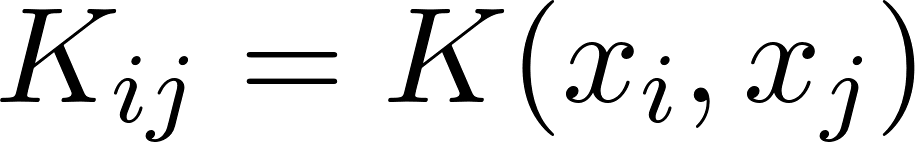 K_{ij} = K(x_i, x_j)